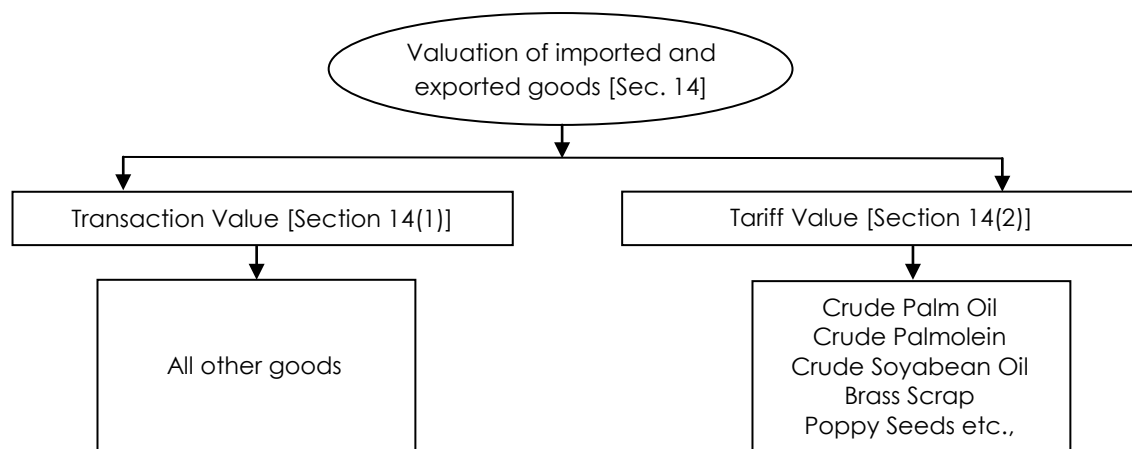 Valuation of imported and
exported goods [Sec. 14]
Transaction Value [Section 14(1)]
Tariff Value [Section 14(2)]
All other goods
Crude Palm Oil
Crude Palmolein
Crude Soyabean Oil
Brass Scrap
Poppy Seeds etc.,